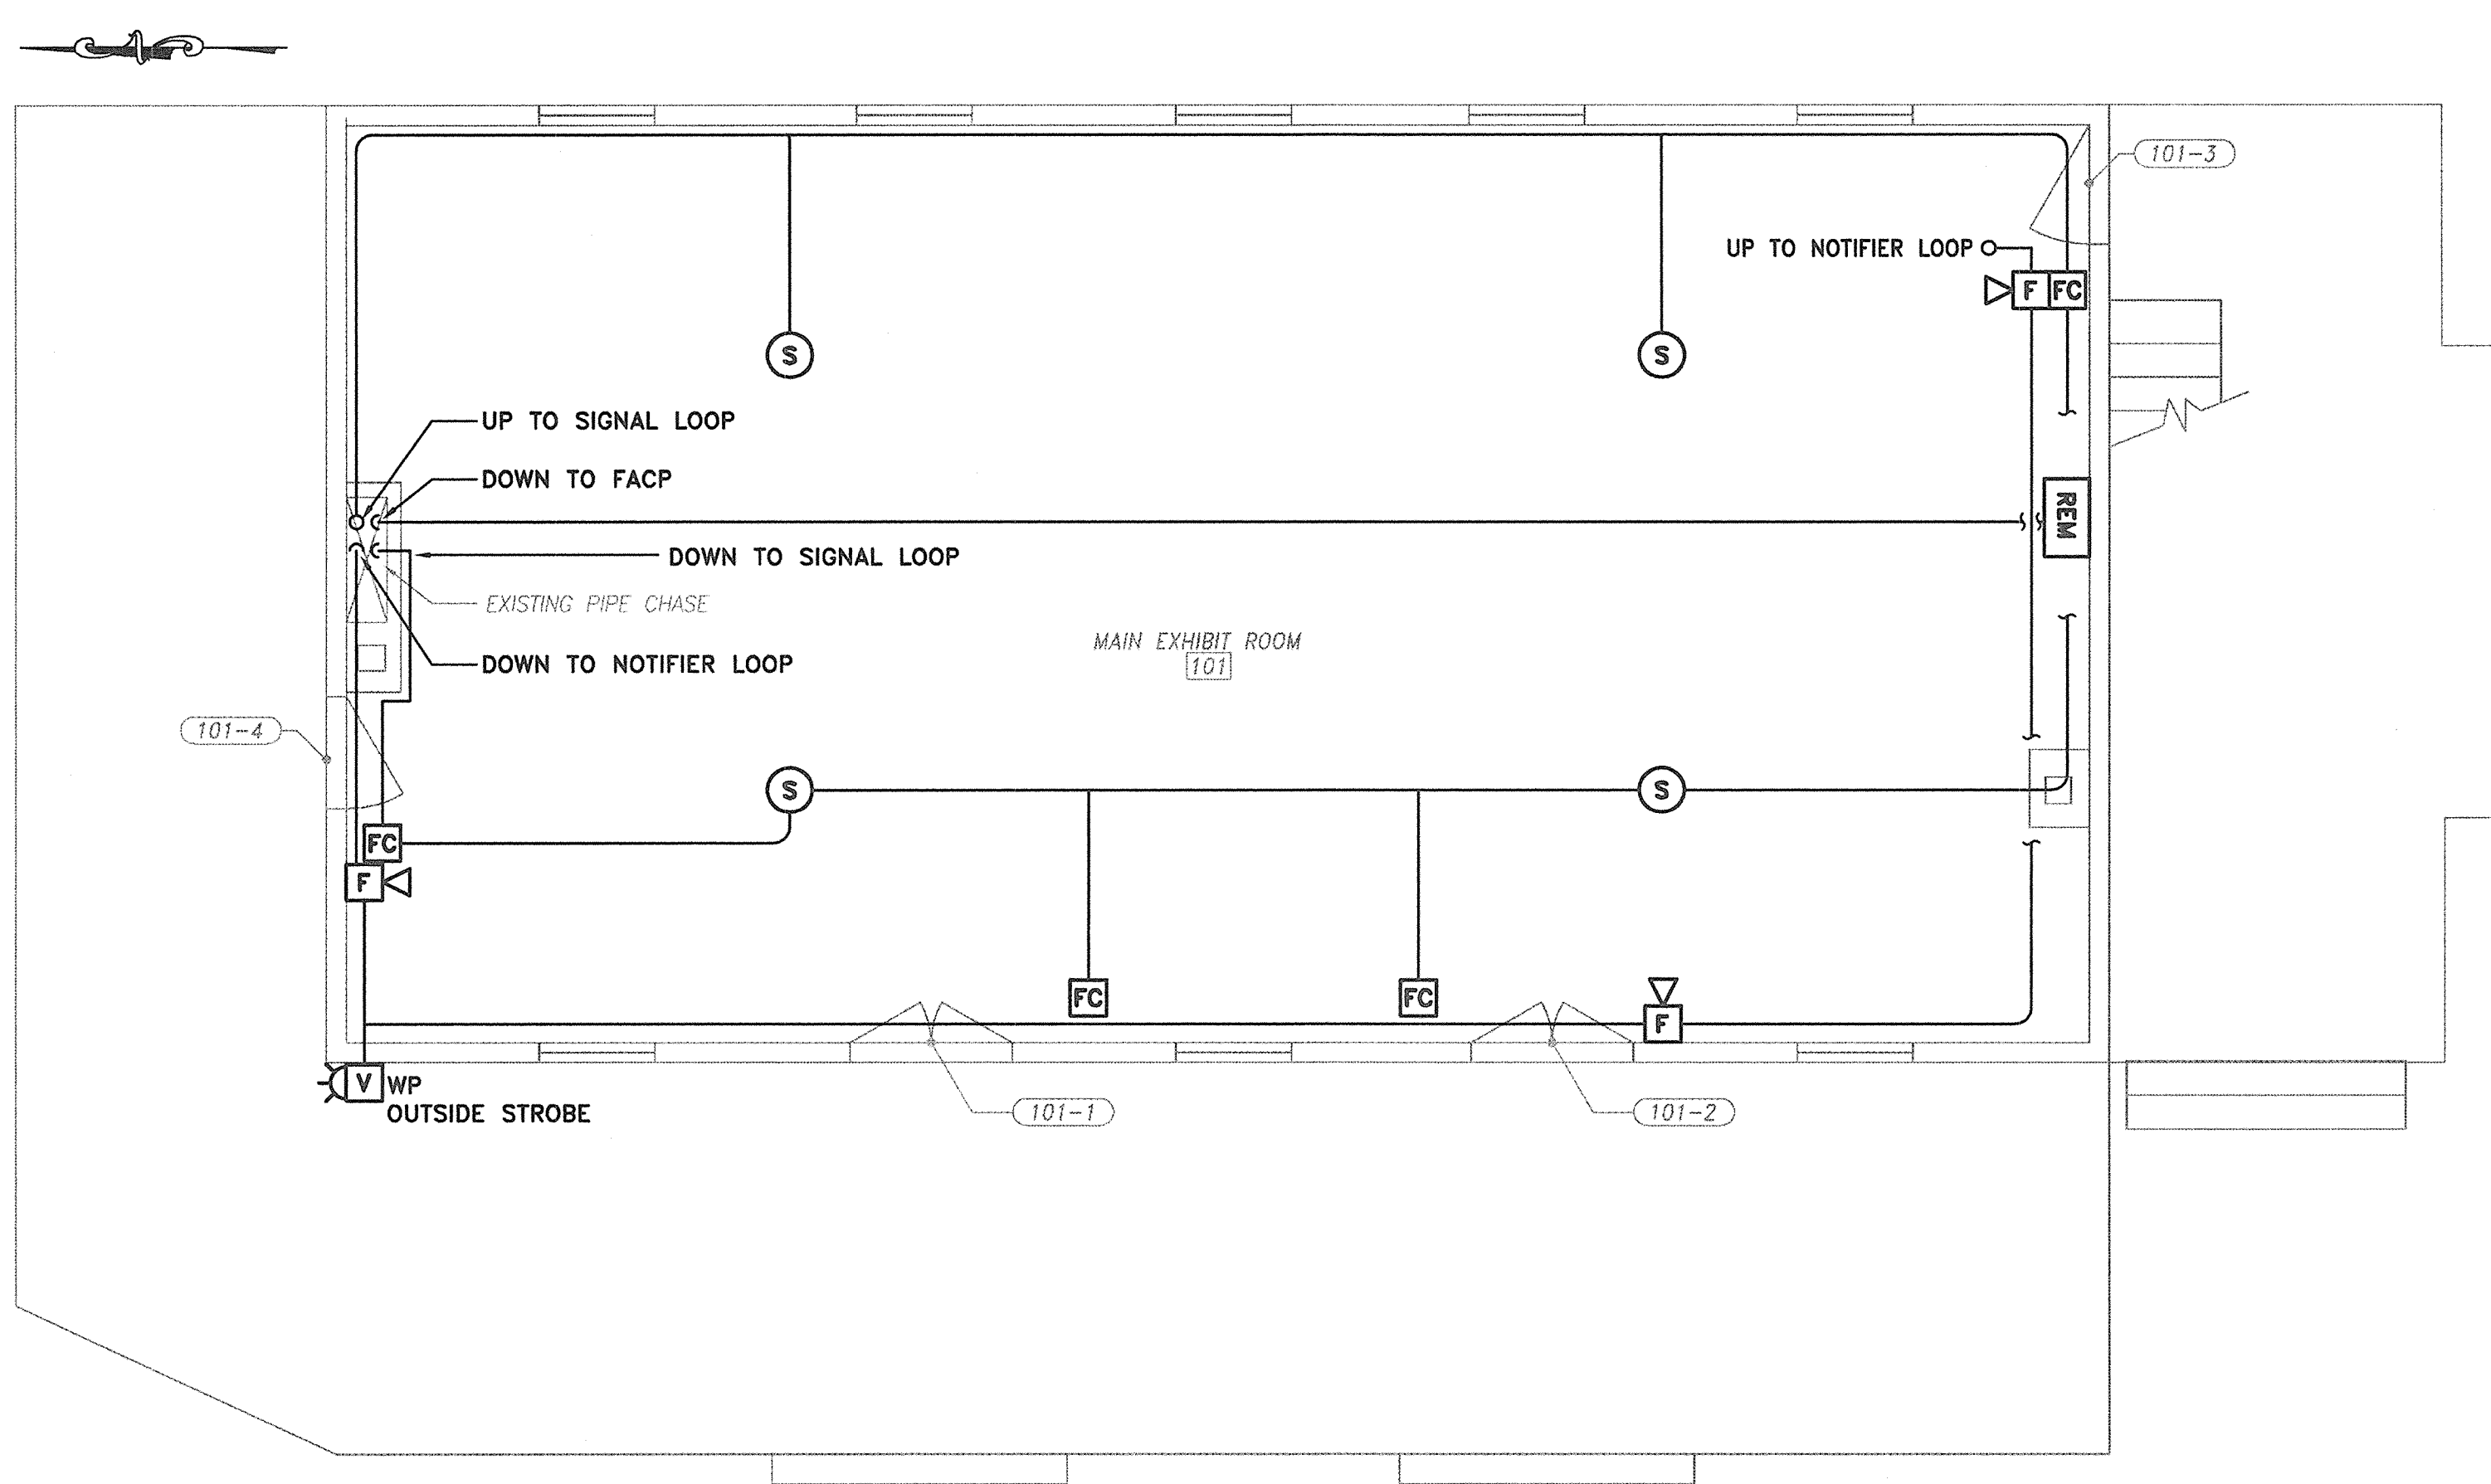 N
101-3
UP TO NOTIFIER LOOP
F FC
S
S
UP TO SIGNAL LOOP
DOWN TO FACP
REM
DOWN TO SIGNAL LOOP
EXISTING PIPE CHASE
MAIN EXHIBIT ROOM
101
DOWN TO NOTIFIER LOOP
101-4
S
S
FC
F
FC
FC
F
V WP
OUTSIDE STROBE
101-1
101-2